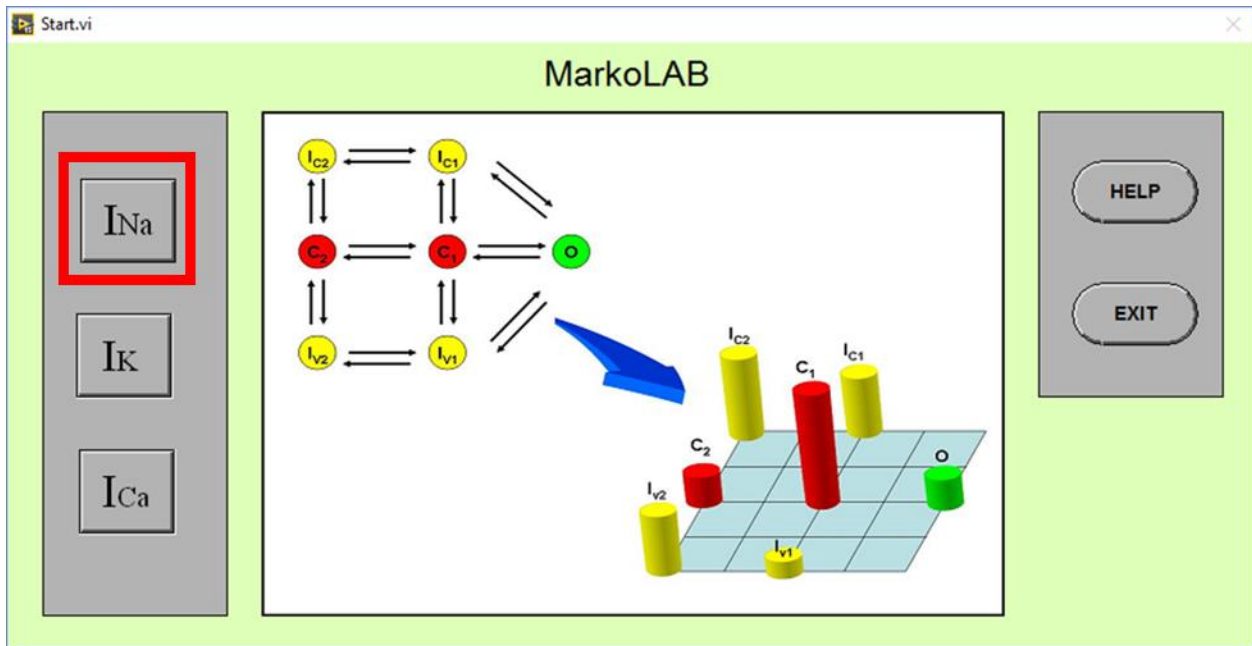 Start.vi
MarkoLAB
INa
IK
ICa
IC2 IC1
C2 C1 O
IV2 IV1
IC2 C1 IC1
C2 O
Iv2
Iv1
HELP
EXIT